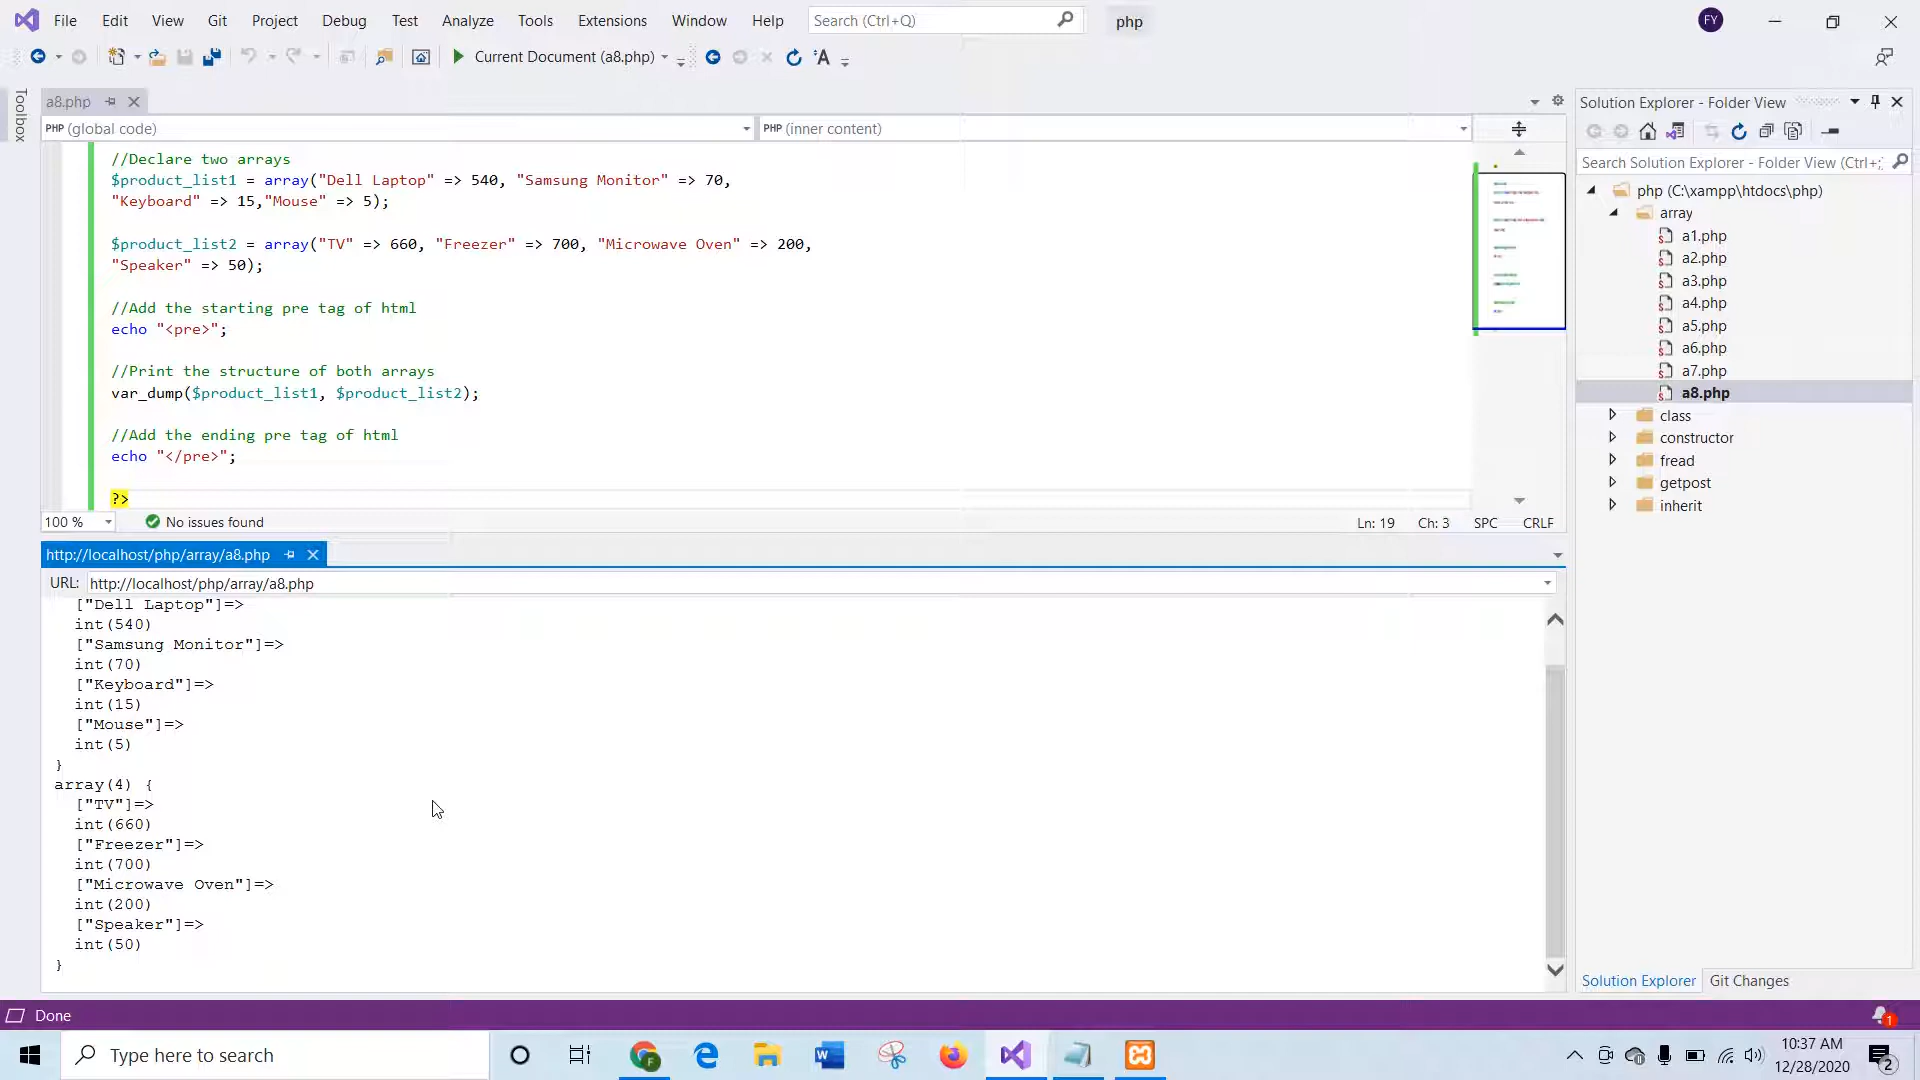 File Edit View Git Project Debug Test Analyze Tools Extensions Window Help Search (Ctrl+Q) php FY
Current Document (a8.php)
Toolbox
a8.php
PHP (global code) PHP (inner content)
//Declare two arrays
$product_list1 = array("Dell Laptop" => 540, "Samsung Monitor" => 70,
"Keyboard" => 15,"Mouse" => 5);
$product_list2 = array("TV" => 660, "Freezer" => 700, "Microwave Oven" => 200,
"Speaker" => 50);
//Add the starting pre tag of html
echo "<pre>";
//Print the structure of both arrays
var_dump($product_list1, $product_list2);
//Add the ending pre tag of html
echo "</pre>";
?>
100 % No issues found Ln: 19 Ch: 3 SPC CRLF
http://localhost/php/array/a8.php
URL: http://localhost/php/array/a8.php
["Dell Laptop"]=>
int(540)
["Samsung Monitor"]=>
int(70)
["Keyboard"]=>
int(15)
["Mouse"]=>
int(5)
}
array(4) {
["TV"]=>
int(660)
["Freezer"]=>
int(700)
["Microwave Oven"]=>
int(200)
["Speaker"]=>
int(50)
}
Solution Explorer - Folder View
Search Solution Explorer - Folder View (Ctrl+;
php (C:\xampp\htdocs\php)
array
a1.php
a2.php
a3.php
a4.php
a5.php
a6.php
a7.php
a8.php
class
constructor
fread
getpost
inherit
Solution Explorer Git Changes
Done 1
Type here to search
10:37 AM
12/28/2020
2